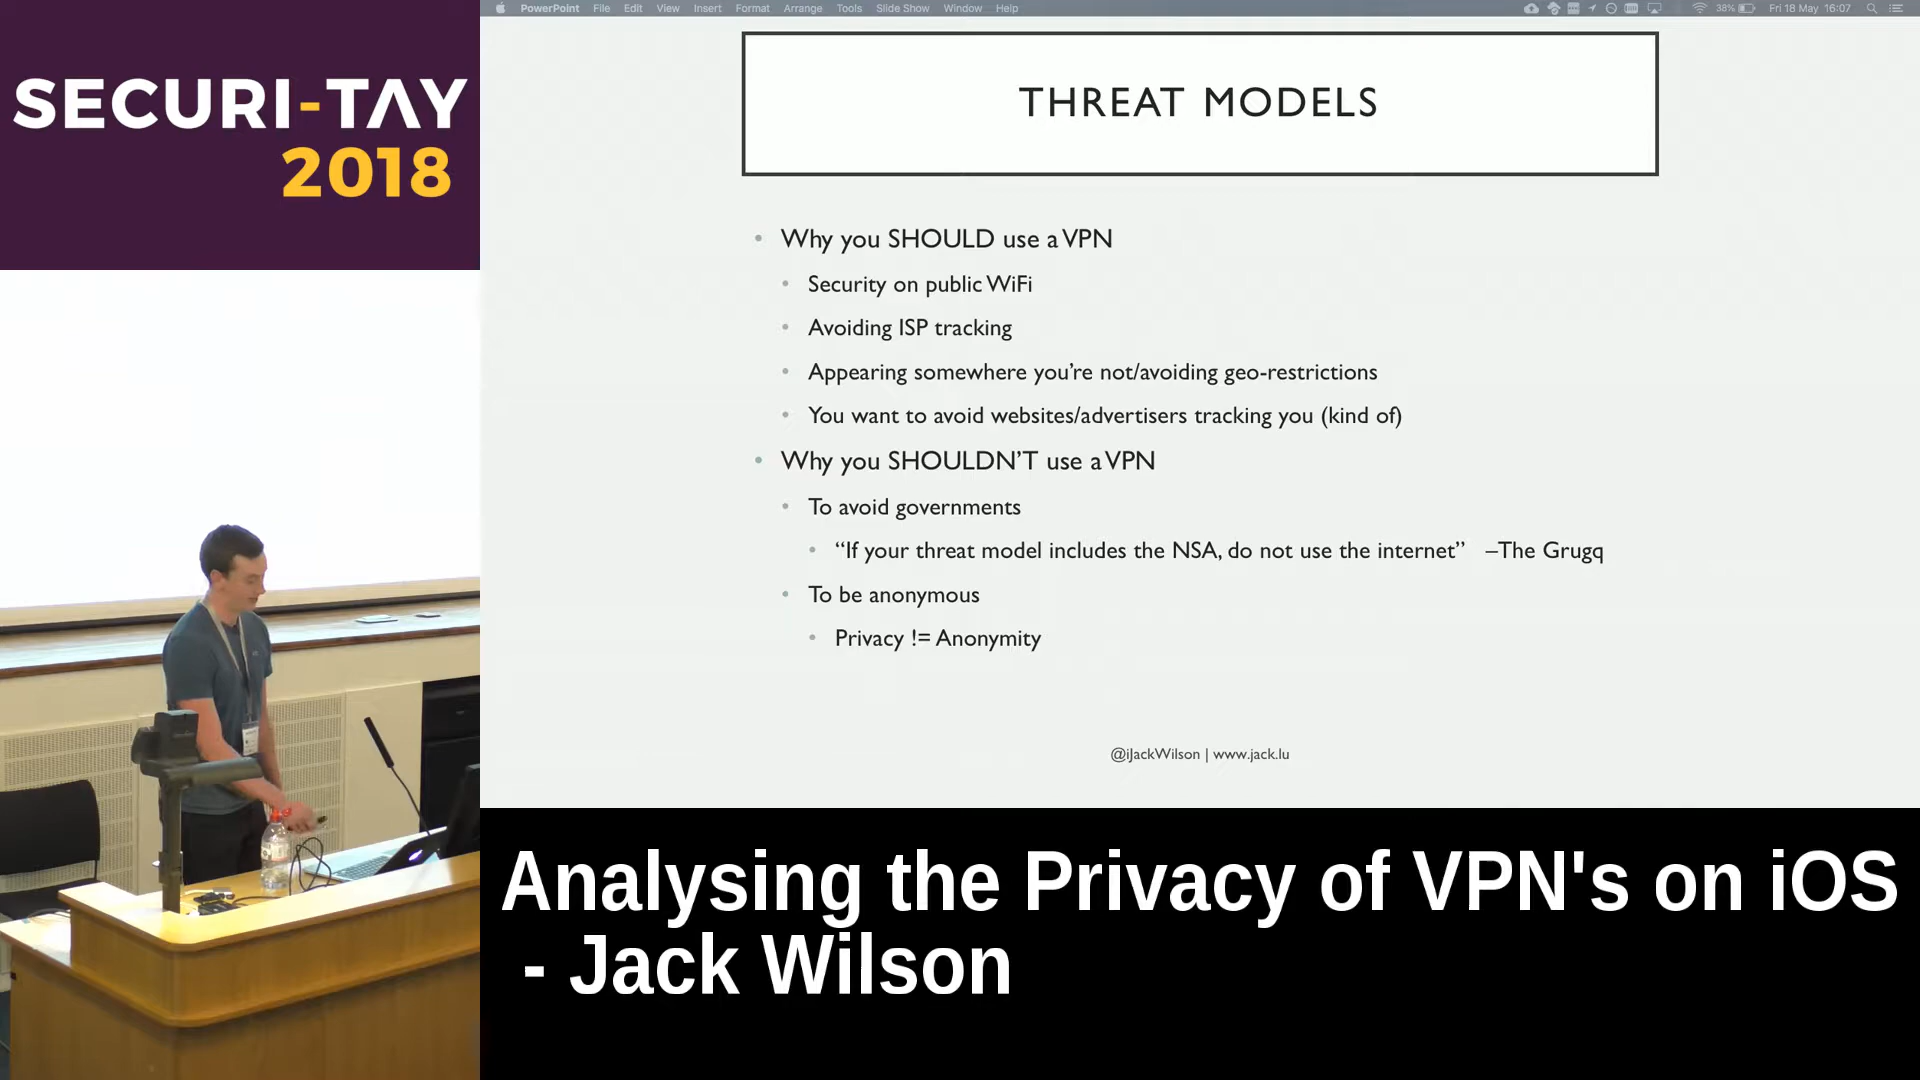 SECURI-TAY
2018
PowerPoint File Edit View Insert Format Arrange Tools Slide Show Window Help 38% Fri 18 May 16:07
THREAT MODELS
• Why you SHOULD use a VPN
• Security on public WiFi
• Avoiding ISP tracking
• Appearing somewhere you’re not/avoiding geo-restrictions
• You want to avoid websites/advertisers tracking you (kind of)
• Why you SHOULDN’T use a VPN
• To avoid governments
• “If your threat model includes the NSA, do not use the internet” –The Grugq
• To be anonymous
• Privacy != Anonymity
@iJackWilson | www.jack.lu
Analysing the Privacy of VPN's on iOS
- Jack Wilson